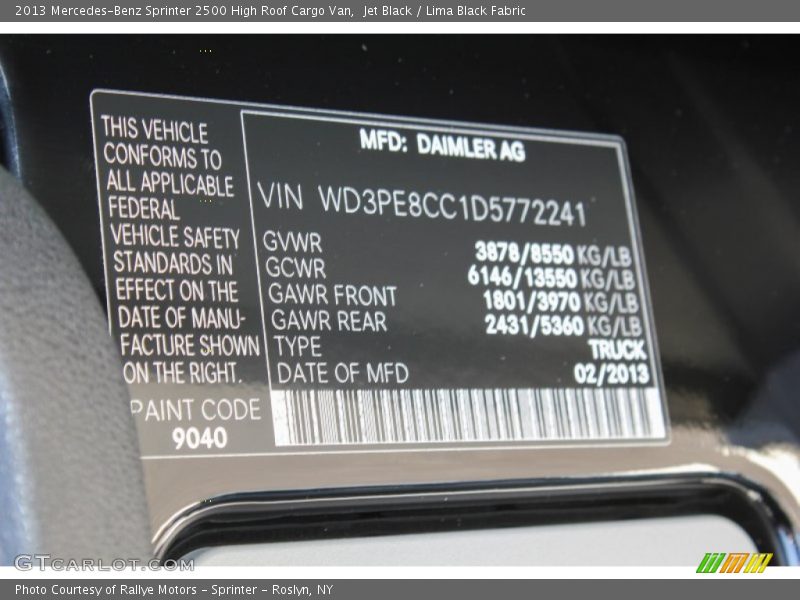 2013 Mercedes-Benz Sprinter 2500 High Roof Cargo Van, Jet Black / Lima Black Fabric
THIS VEHICLE
CONFORMS TO
ALL APPLICABLE
FEDERAL
VEHICLE SAFETY
STANDARDS IN
EFFECT ON THE
DATE OF MANU-
FACTURE SHOWN
ON THE RIGHT.
PAINT CODE
9040
MFD: DAIMLER AG
VIN WD3PE8CC1D5772241
GVWR 3878/8550 KG/LB
GCWR 6146/13550 KG/LB
GAWR FRONT 1801/3970 KG/LB
GAWR REAR 2431/5360 KG/LB
TYPE TRUCK
DATE OF MFD 02/2013
GTCARLOT.COM
Photo Courtesy of Rallye Motors - Sprinter - Roslyn, NY